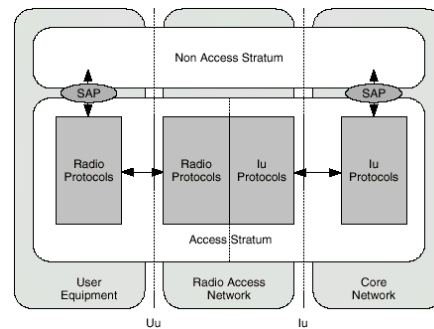 Non Access Stratum
SAP
SAP
Radio
Protocols
Radio
Protocols
Iu
Protocols
Iu
Protocols
Access Stratum
User
Equipment
Radio Access
Network
Core
Network
Uu
Iu